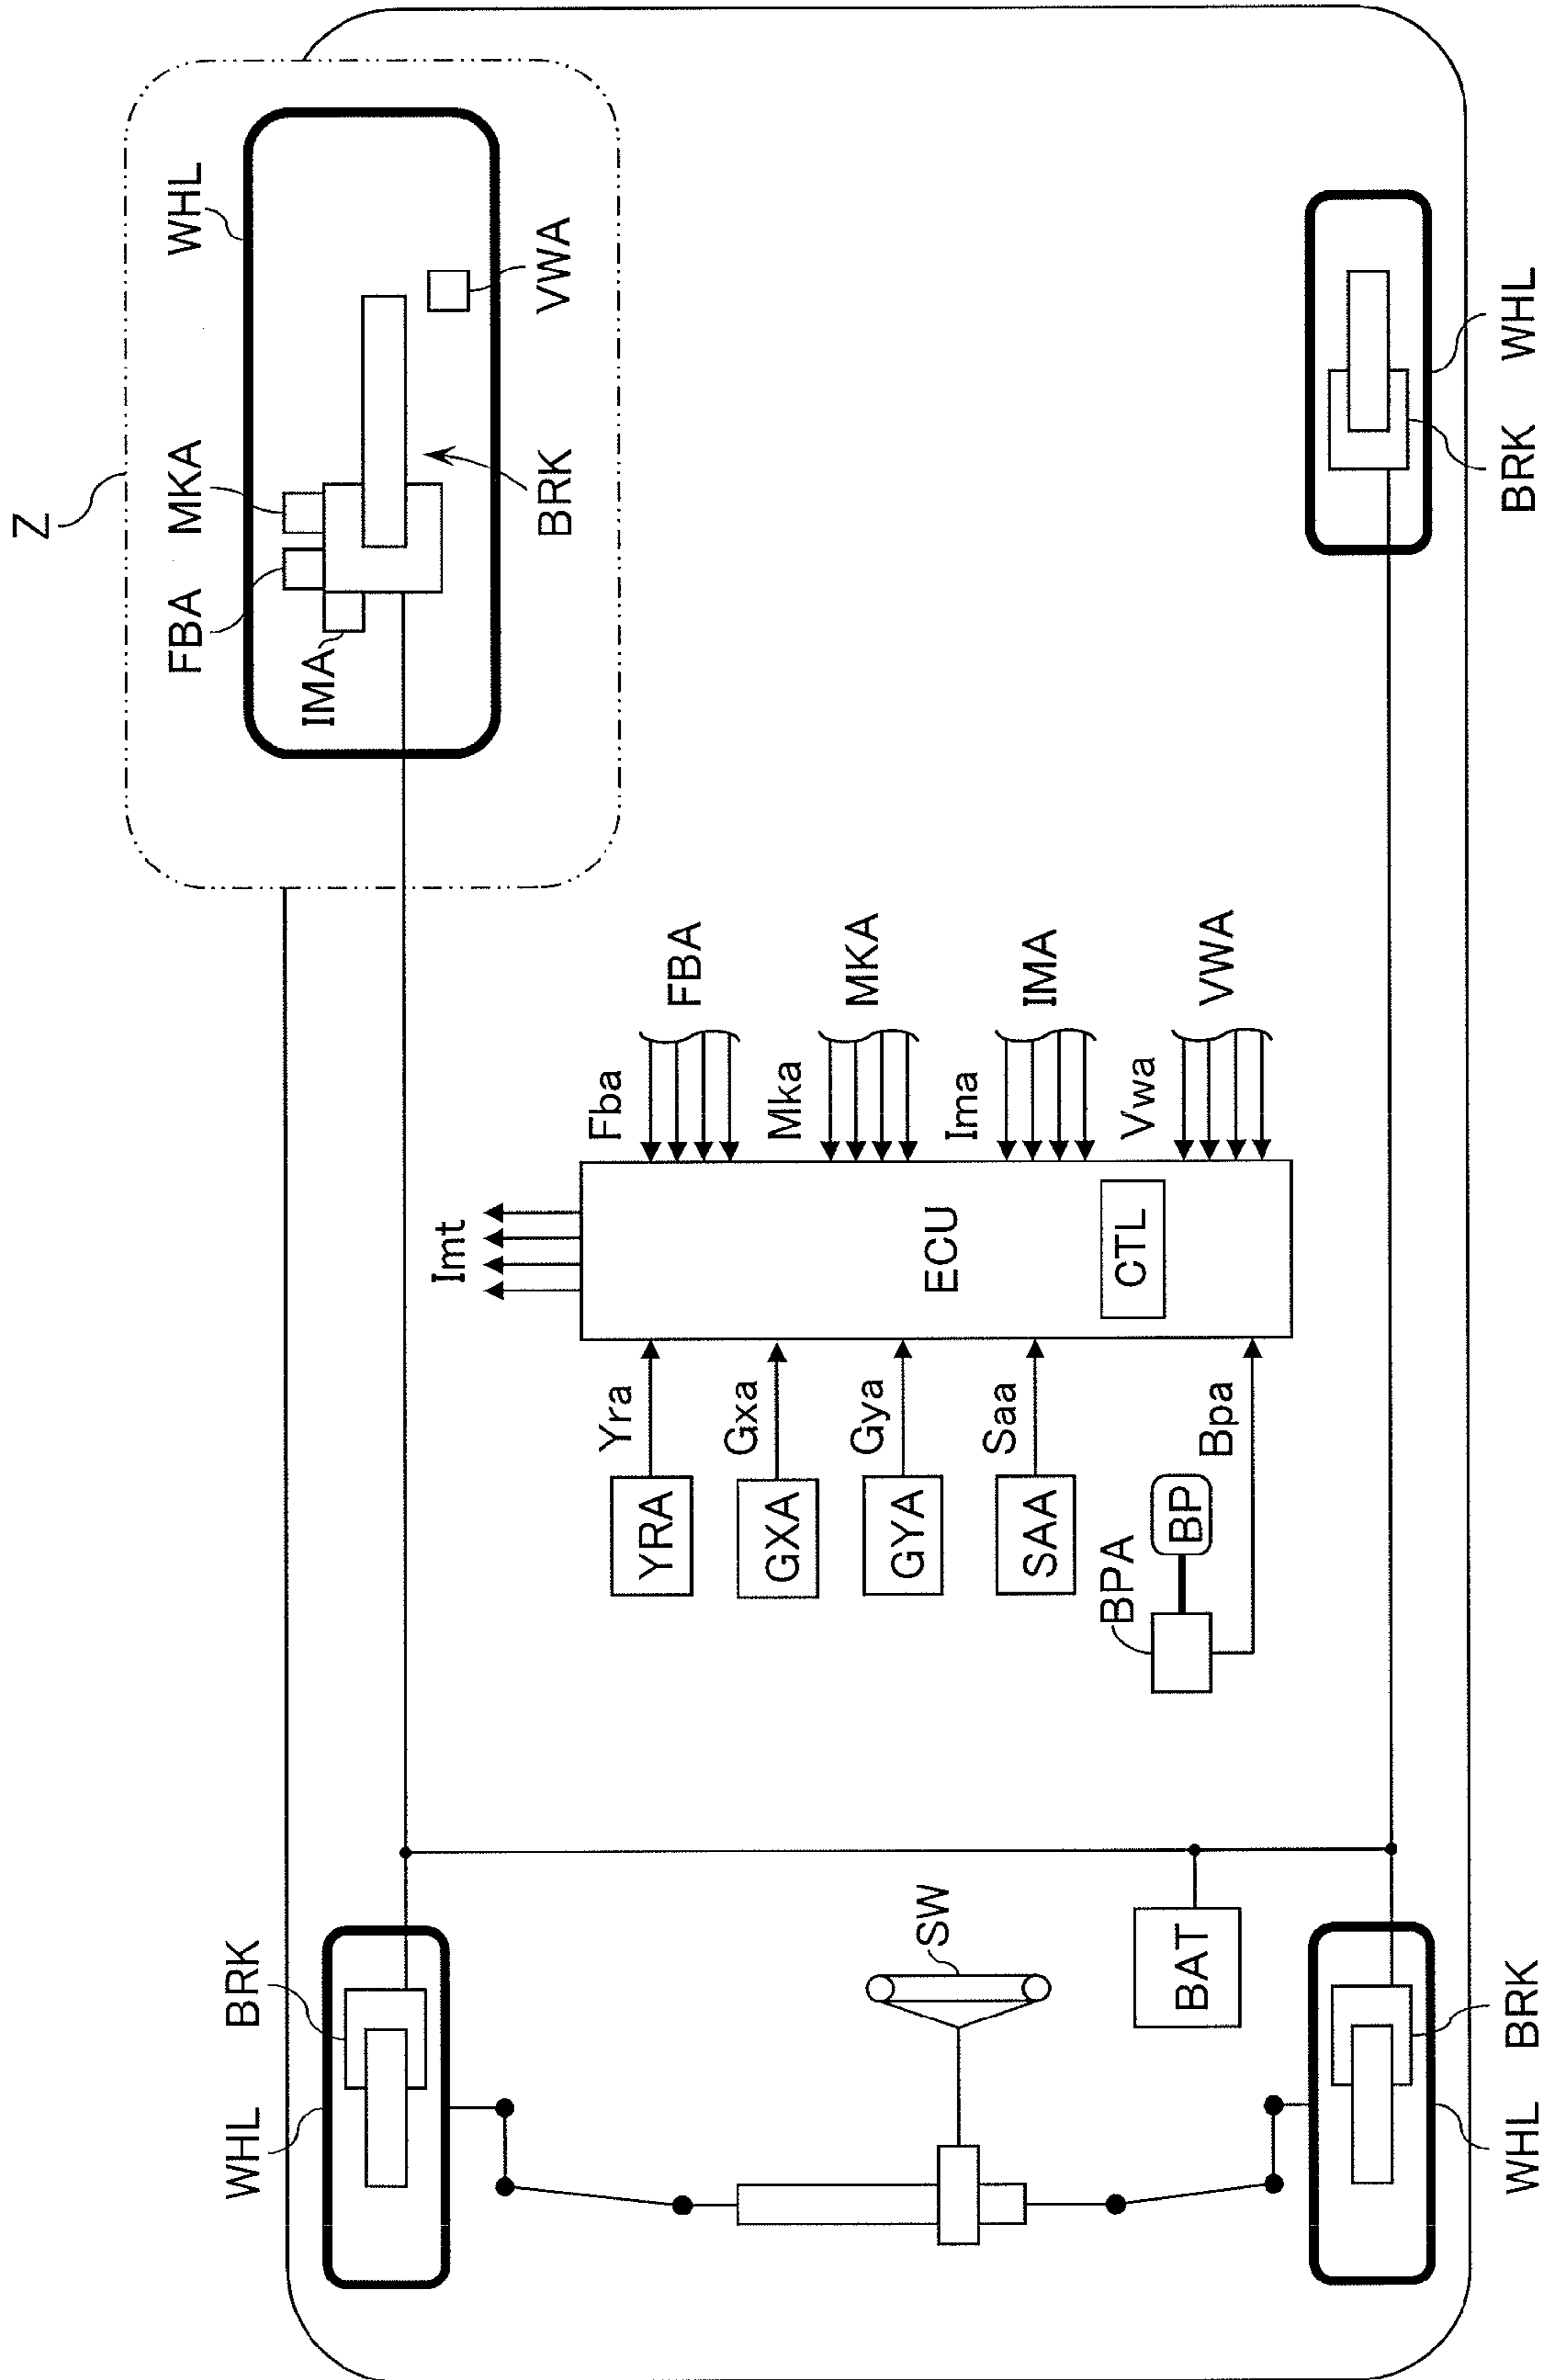 Z
WHL
FBA MKA
IMA
BRK
VWA
WHL BRK
Imt
Yra
Fba
FBA
YRA
Gxa
Mka
MKA
GXA
SW
Gya
ECU
GYA
Saa
Ima
IMA
SAA
BPA
CTL
BP
Bpa
Vwa
VWA
BAT
WHL BRK
BRK WHL